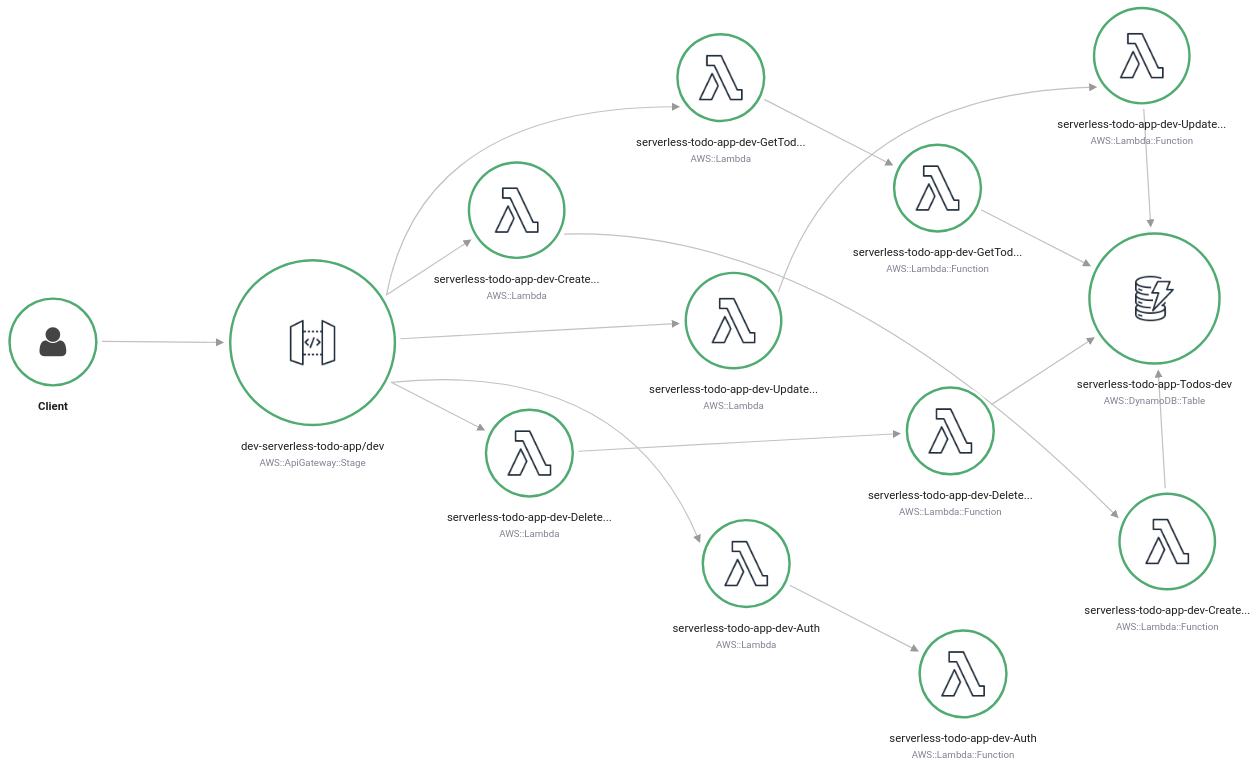 Client
dev-serverless-todo-app/dev
AWS::ApiGateway::Stage
serverless-todo-app-dev-GetTod...
AWS::Lambda
serverless-todo-app-dev-Create...
AWS::Lambda
serverless-todo-app-dev-Update...
AWS::Lambda
serverless-todo-app-dev-Delete...
AWS::Lambda
serverless-todo-app-dev-Auth
AWS::Lambda
serverless-todo-app-dev-Update...
AWS::Lambda::Function
serverless-todo-app-dev-GetTod...
AWS::Lambda::Function
serverless-todo-app-Todos-dev
AWS::DynamoDB::Table
serverless-todo-app-dev-Delete...
AWS::Lambda::Function
serverless-todo-app-dev-Create...
AWS::Lambda::Function
serverless-todo-app-dev-Auth
AWS::Lambda::Function